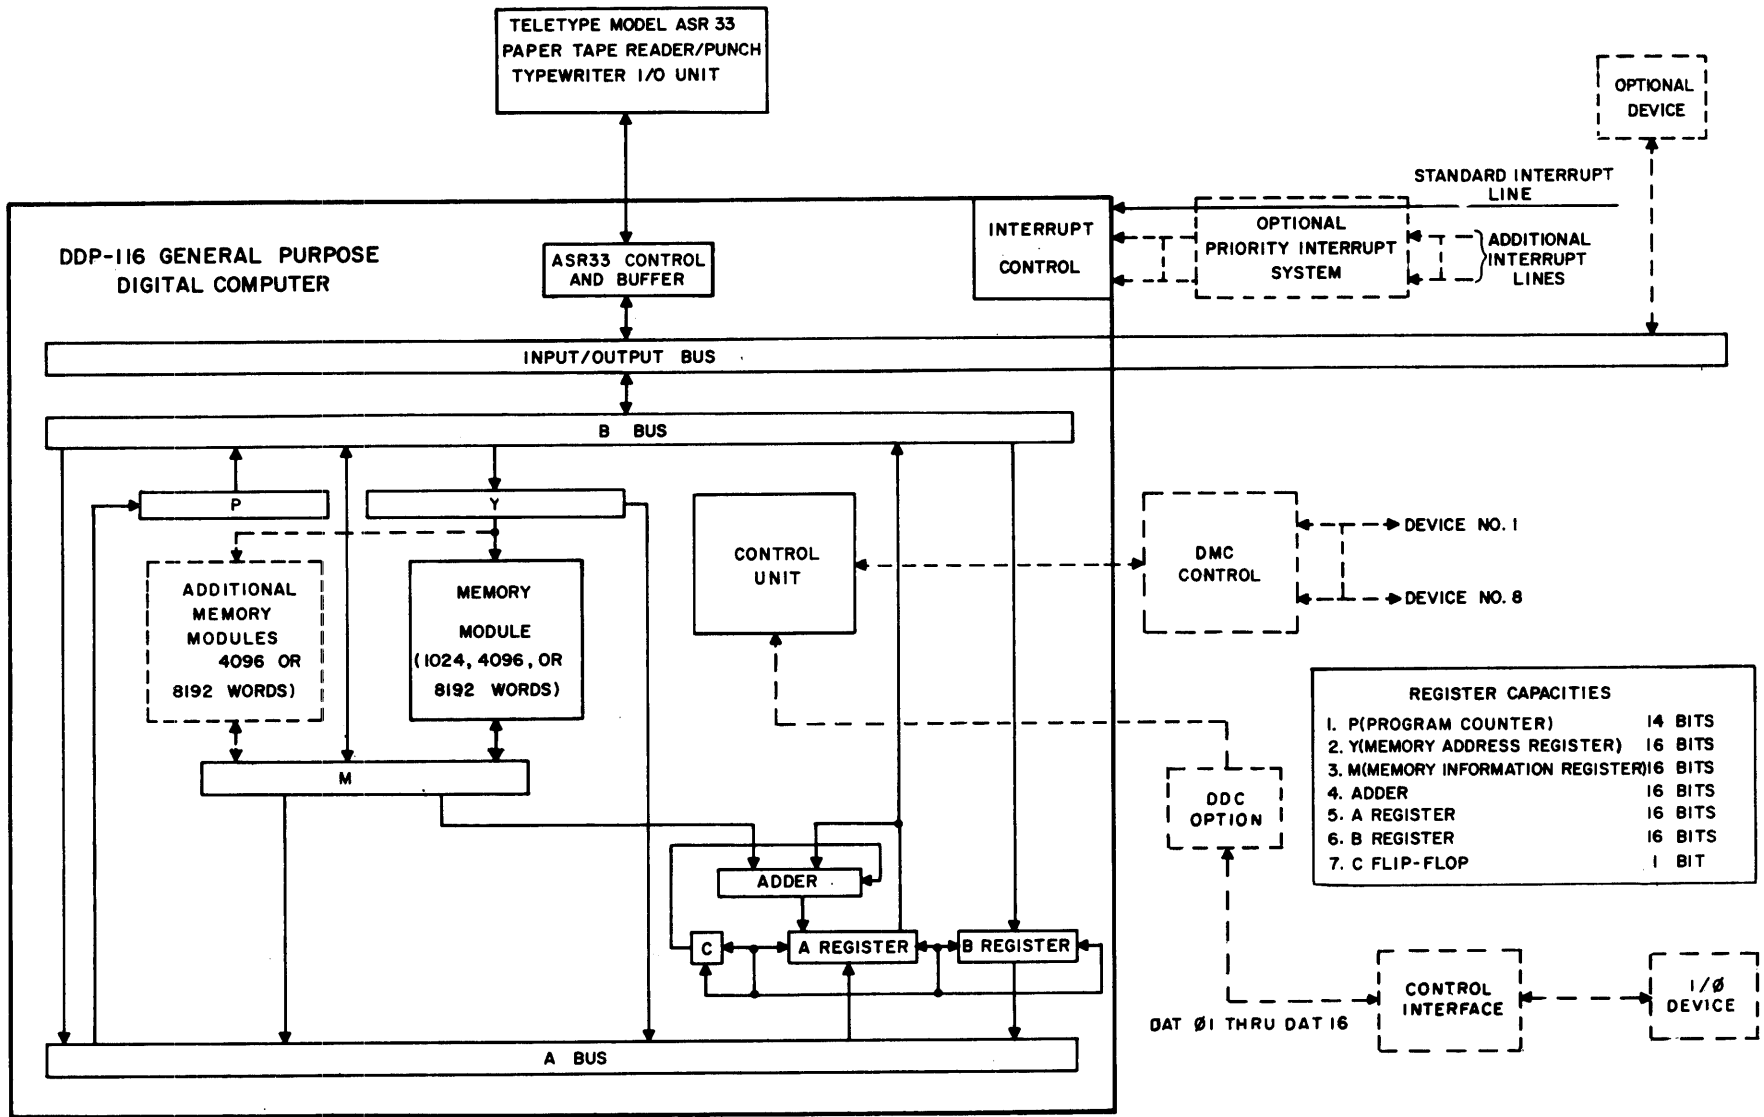 TELETYPE MODEL ASR 33
PAPER TAPE READER/PUNCH
TYPEWRITER I/O UNIT
OPTIONAL
DEVICE
STANDARD INTERRUPT
LINE
DDP-116 GENERAL PURPOSE
DIGITAL COMPUTER
ASR33 CONTROL
AND BUFFER
INTERRUPT
CONTROL
OPTIONAL
PRIORITY INTERRUPT
SYSTEM
ADDITIONAL
INTERRUPT
LINES
INPUT/OUTPUT BUS
B BUS
P
Y
ADDITIONAL
MEMORY
MODULES
4096 OR
8192 WORDS)
MEMORY
MODULE
(1024, 4096, OR
8192 WORDS)
CONTROL
UNIT
DMC
CONTROL
DEVICE NO. 1
DEVICE NO. 8
M
REGISTER CAPACITIES
1. P(PROGRAM COUNTER) 14 BITS
2. Y(MEMORY ADDRESS REGISTER) 16 BITS
3. M(MEMORY INFORMATION REGISTER)16 BITS
4. ADDER 16 BITS
5. A REGISTER 16 BITS
6. B REGISTER 16 BITS
7. C FLIP-FLOP 1 BIT
DDC
OPTION
ADDER
C
A REGISTER
B REGISTER
CONTROL
INTERFACE
I/Ø
DEVICE
DAT Ø1 THRU DAT 16
A BUS